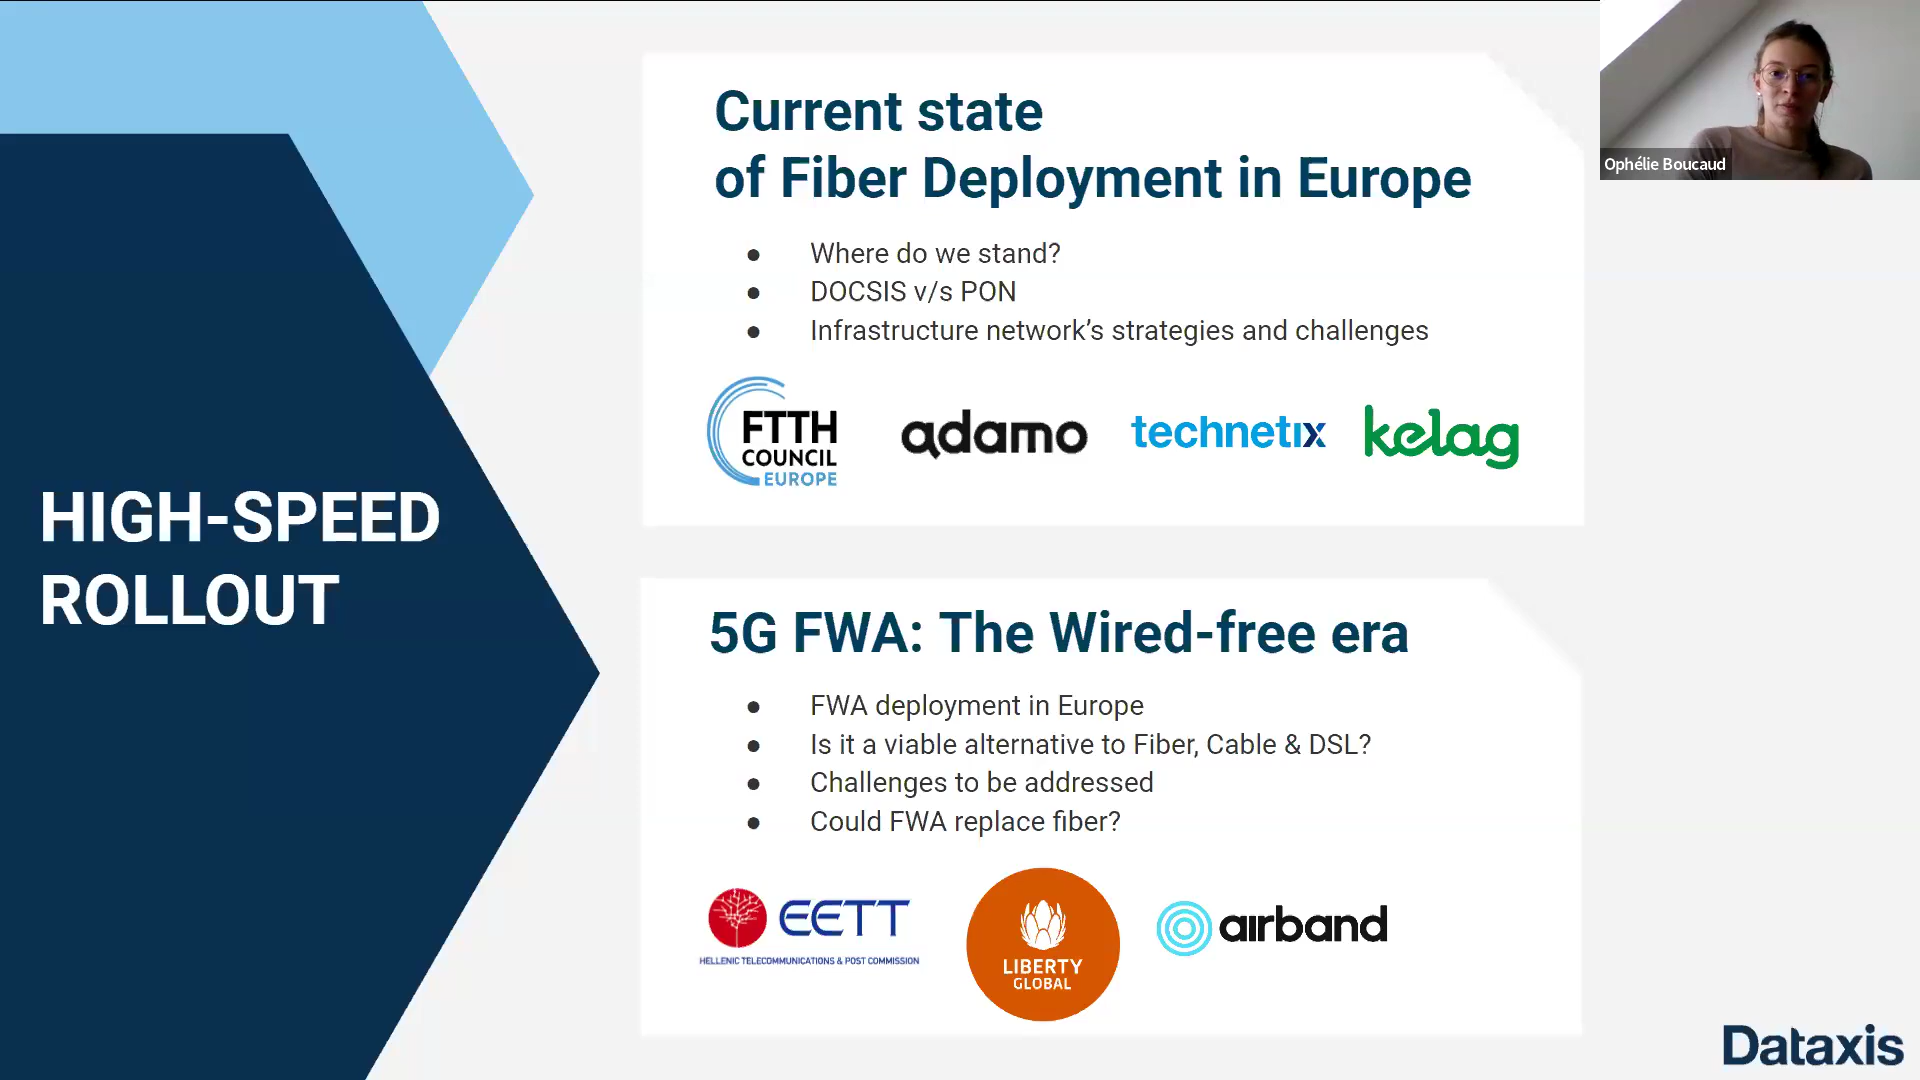 HIGH-SPEED
ROLLOUT
Current state
of Fiber Deployment in Europe
● Where do we stand?
● DOCSIS v/s PON
● Infrastructure network's strategies and challenges
FTTH
COUNCIL
EUROPE
adamo
technetix
kelag
5G FWA: The Wired-free era
● FWA deployment in Europe
● Is it a viable alternative to Fiber, Cable & DSL?
● Challenges to be addressed
● Could FWA replace fiber?
EETT
HELLENIC TELECOMMUNICATIONS & POST COMMISSION
LIBERTY
GLOBAL
airband
Ophélie Boucaud
Dataxis